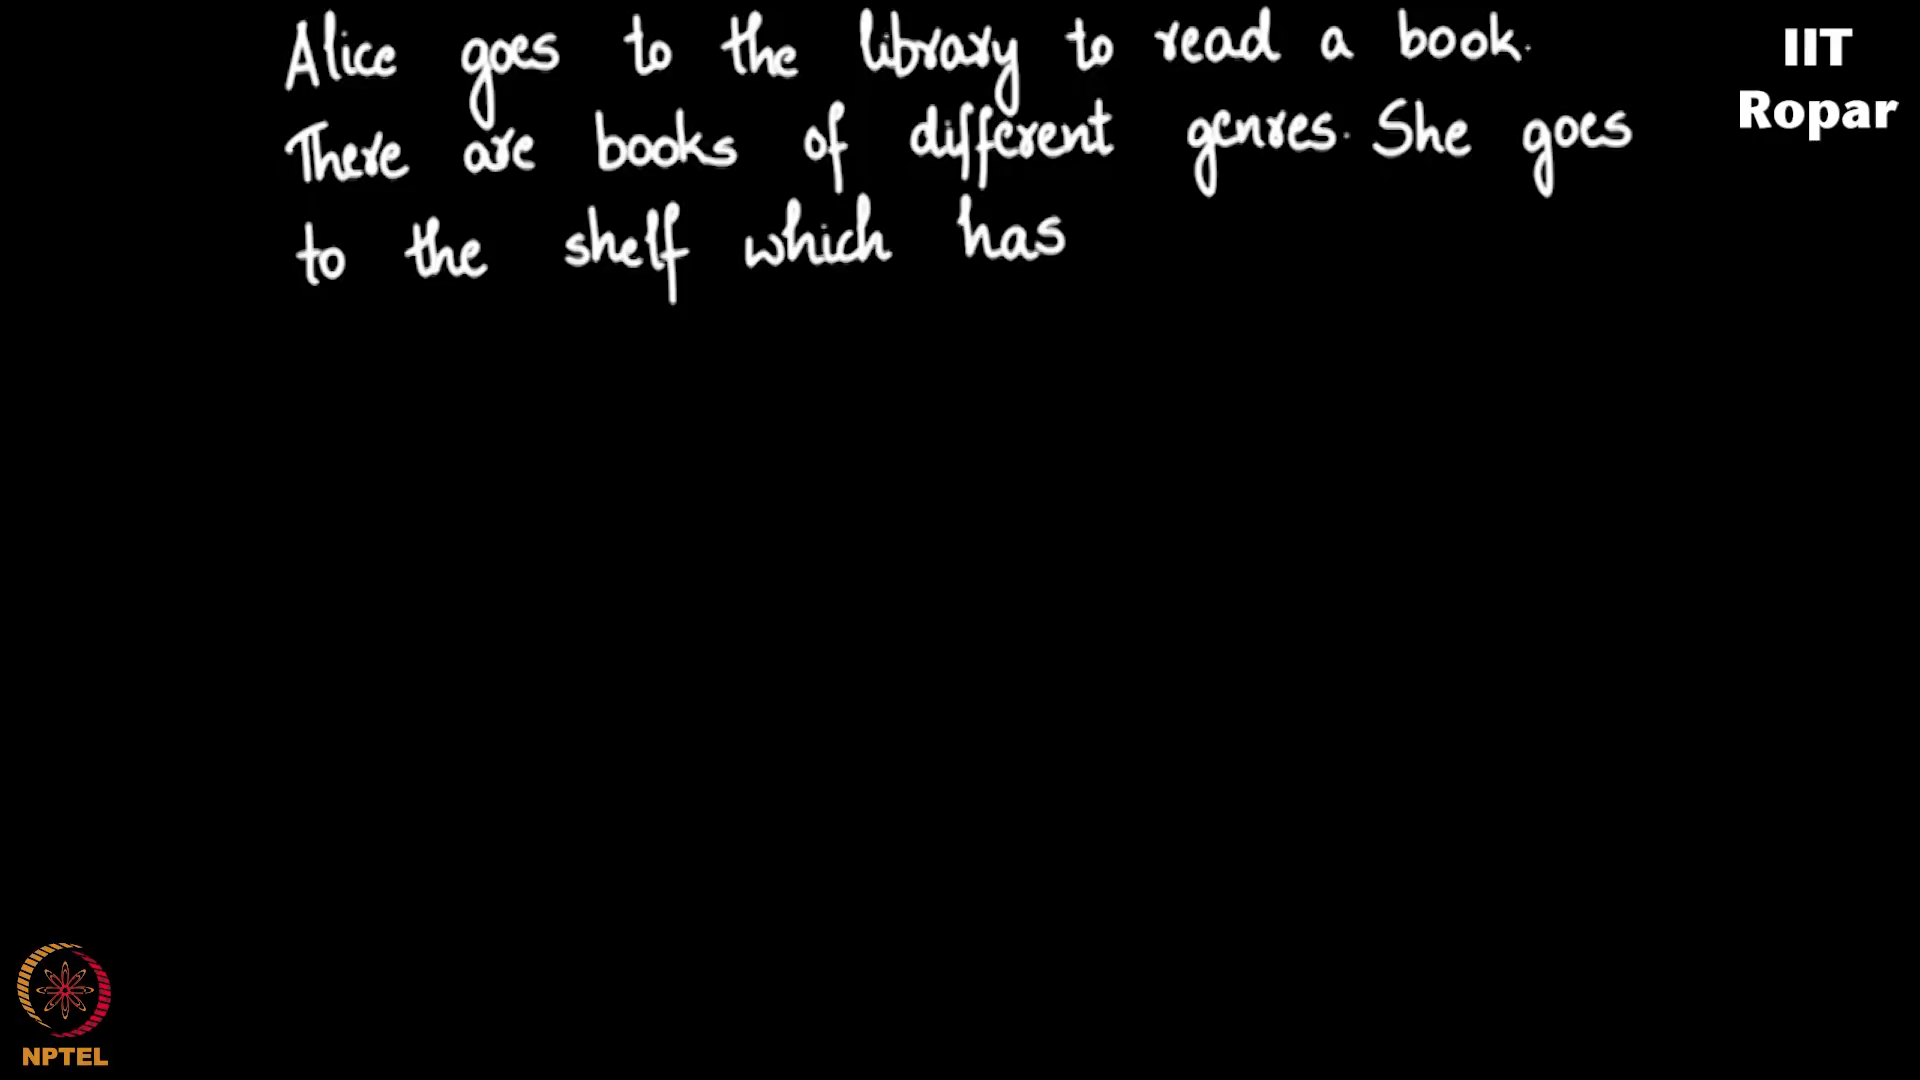 Alice goes to the library to read a book.
There are books of different genres. She goes
to the shelf which has
IIT
Ropar
NPTEL